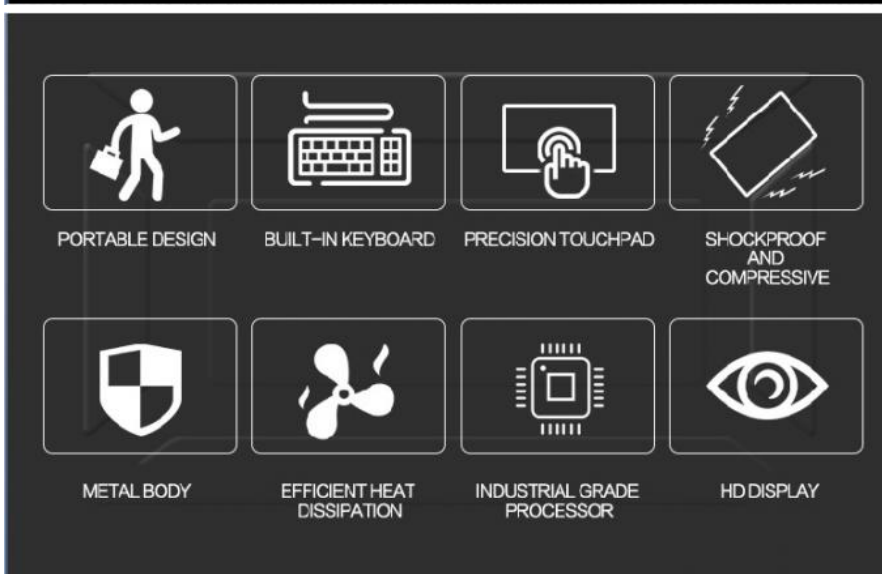 PORTABLE DESIGN
BUILT-IN KEYBOARD
PRECISION TOUCHPAD
SHOCKPROOF
AND
COMPRESSIVE
METAL BODY
EFFICIENT HEAT
DISSIPATION
INDUSTRIAL GRADE
PROCESSOR
HD DISPLAY